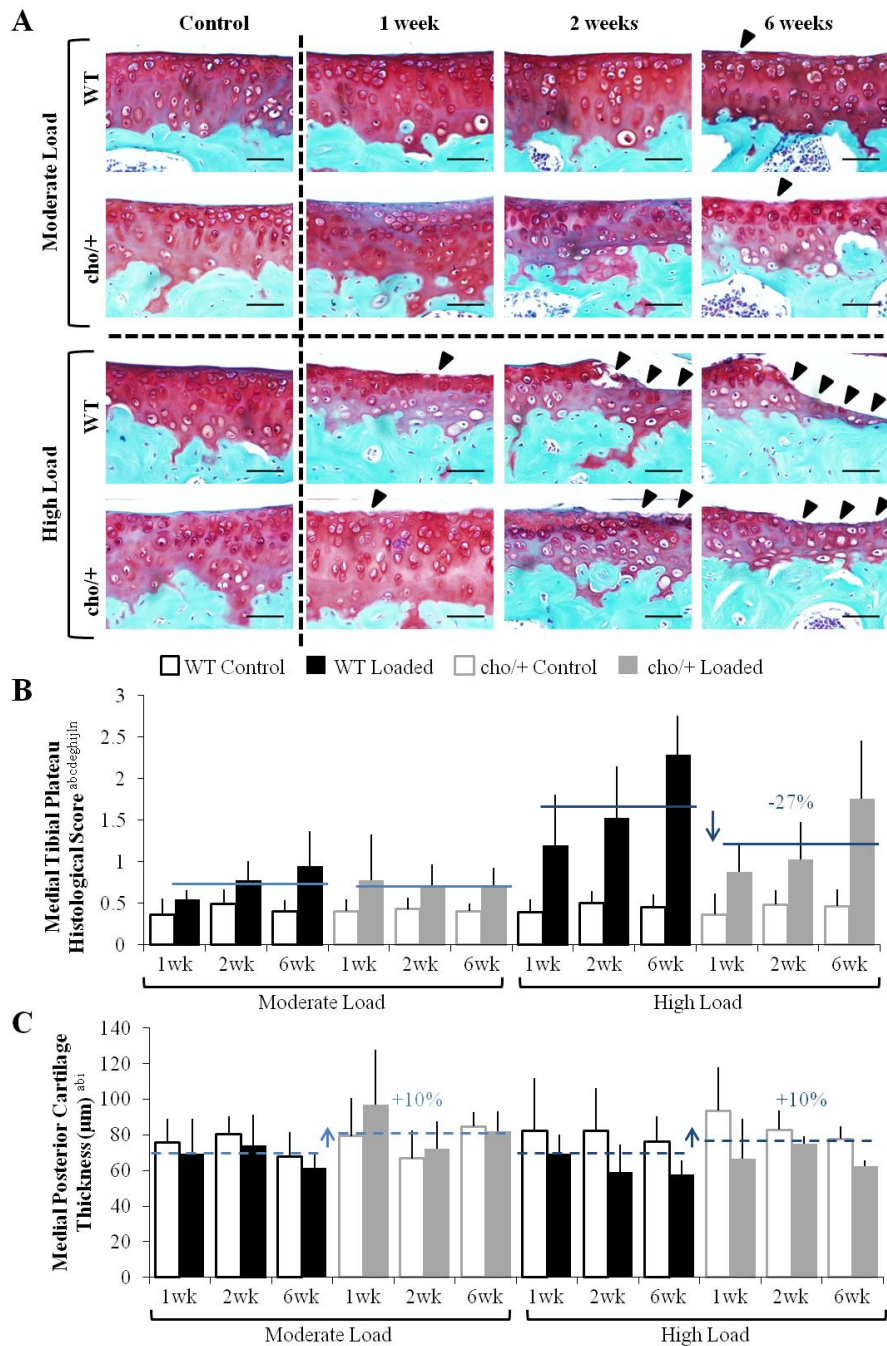 A
Control
1 week
2 weeks
6 weeks
Moderate Load
WT
cho/+
High Load
WT
cho/+
WT Control
WT Loaded
cho/+ Control
cho/+ Loaded
B
Medial Tibial Plateau
Histological Score abcdeghijln
3
2.5
2
1.5
1
0.5
0
-27%
1wk 2wk 6wk 1wk 2wk 6wk 1wk 2wk 6wk 1wk 2wk 6wk
Moderate Load
High Load
C
Medial Posterior Cartilage
Thickness (µm) abi
140
120
100
80
60
40
20
0
+10%
+10%
1wk 2wk 6wk 1wk 2wk 6wk 1wk 2wk 6wk 1wk 2wk 6wk
Moderate Load
High Load